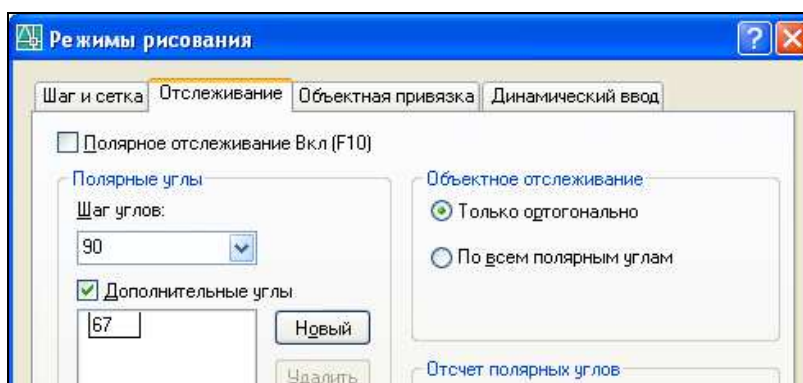 Режимы рисования
Шаг и сетка Отслеживание Объектная привязка Динамический ввод
Полярное отслеживание Вкл (F10)
Полярные углы
Шаг углов:
90
Дополнительные углы
67
Новый
Удалить
Объектное отслеживание
Только ортогонально
По всем полярным углам
Отсчет полярных углов